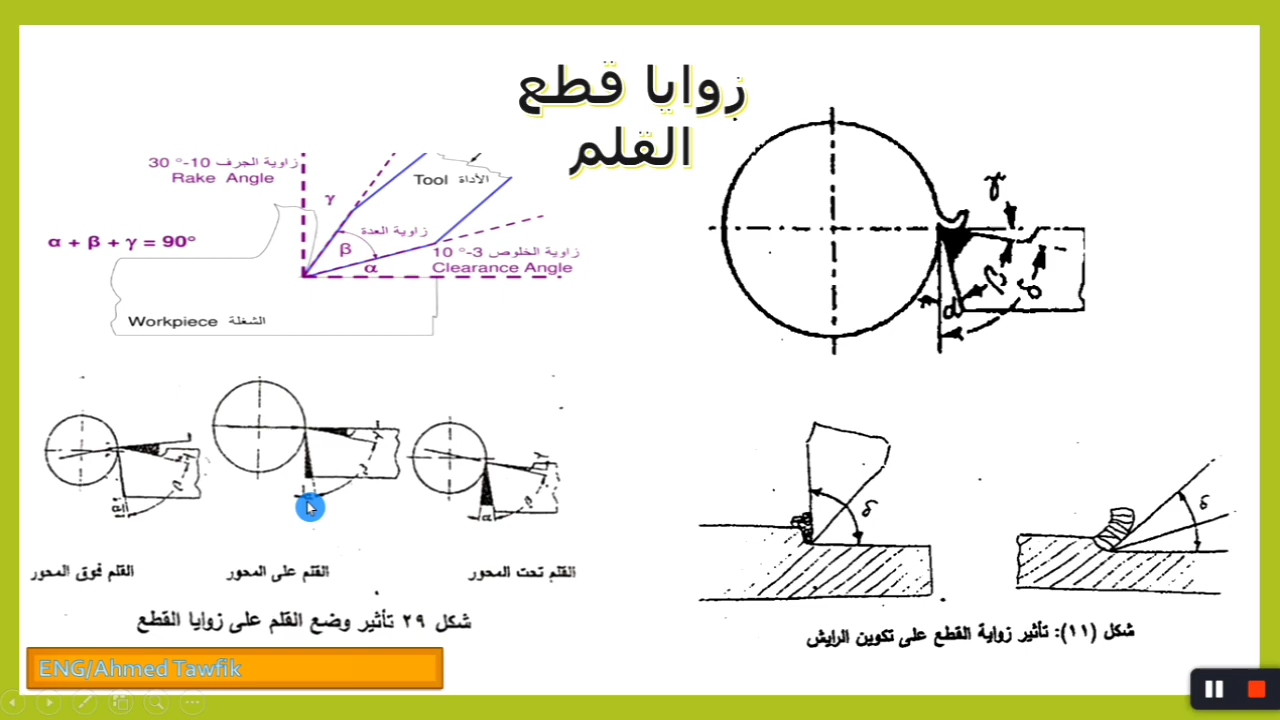 زوايا قطع
القلم
زاوية الجرف 10-° 30
Rake Angle
γ
Tool الأداة
α + β + γ = 90°
زاوية العدة
β
زاوية الخلوص 3-° 10
α
Clearance Angle
Workpiece الشغلة
γ
β
δ
α
γ
β
α
γ
β
γ
β
α
δ
δ
القلم فوق المحور
القلم على المحور
القلم تحت المحور
شكل ٢٩ تأثير وضع القلم على زوايا القطع
شكل (١١): تأثير زواية القطع على تكوين الرايش
ENG/Ahmed Tawfik